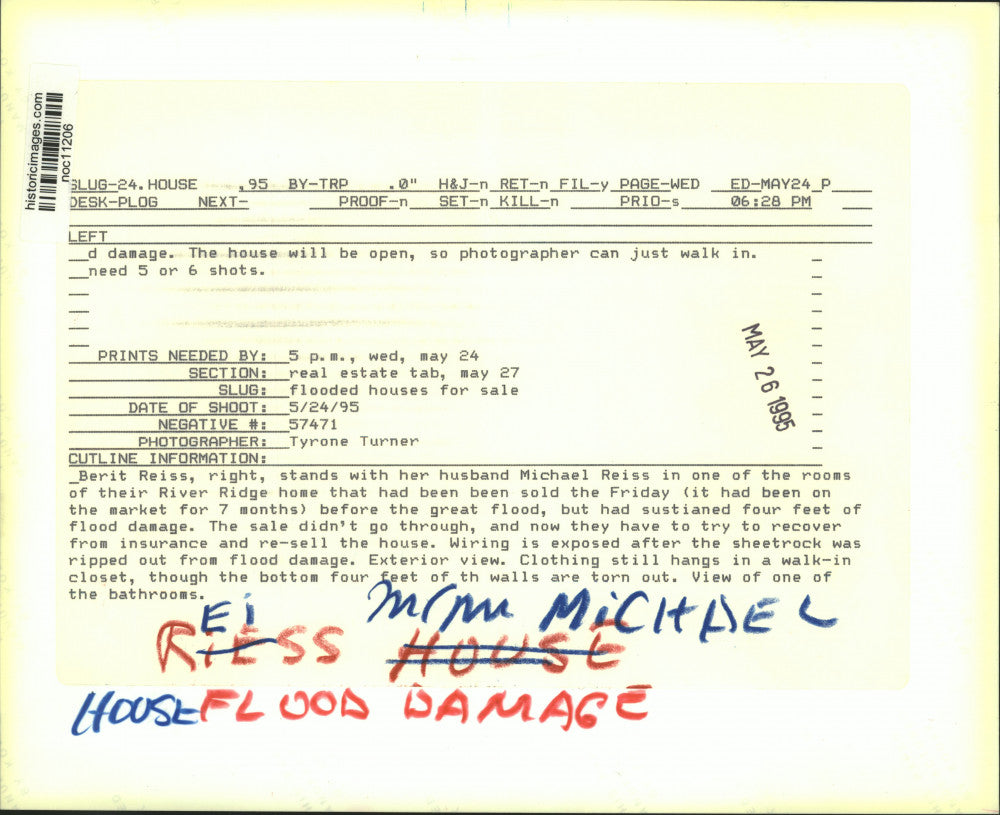 historicimages.com
noc11206
SLUG-24.HOUSE ,95 BY-TRP .0" H&J-n RET-n FIL-y PAGE-WED ED-MAY24 P
DESK-PLOG NEXT- PROOF-n SET-n KILL-n PRIO-s 06:28 PM
LEFT
d damage. The house will be open, so photographer can just walk in.
need 5 or 6 shots.
PRINTS NEEDED BY: 5 p.m., wed, may 24
SECTION: real estate tab, may 27
SLUG: flooded houses for sale
DATE OF SHOOT: 5/24/95
NEGATIVE #: 57471
PHOTOGRAPHER: Tyrone Turner
CUTLINE INFORMATION:
Berit Reiss, right, stands with her husband Michael Reiss in one of the rooms
of their River Ridge home that had been been sold the Friday (it had been on
the market for 7 months) before the great flood, but had sustianed four feet of
flood damage. The sale didn't go through, and now they have to try to recover
from insurance and re-sell the house. Wiring is exposed after the sheetrock was
ripped out from flood damage. Exterior view. Clothing still hangs in a walk-in
closet, though the bottom four feet of th walls are torn out. View of one of
the bathrooms.
MAY 26 1995
Ei M/M MiCHAEL
RiESS HOUSE
HOUSE FLOOD DAMAGE